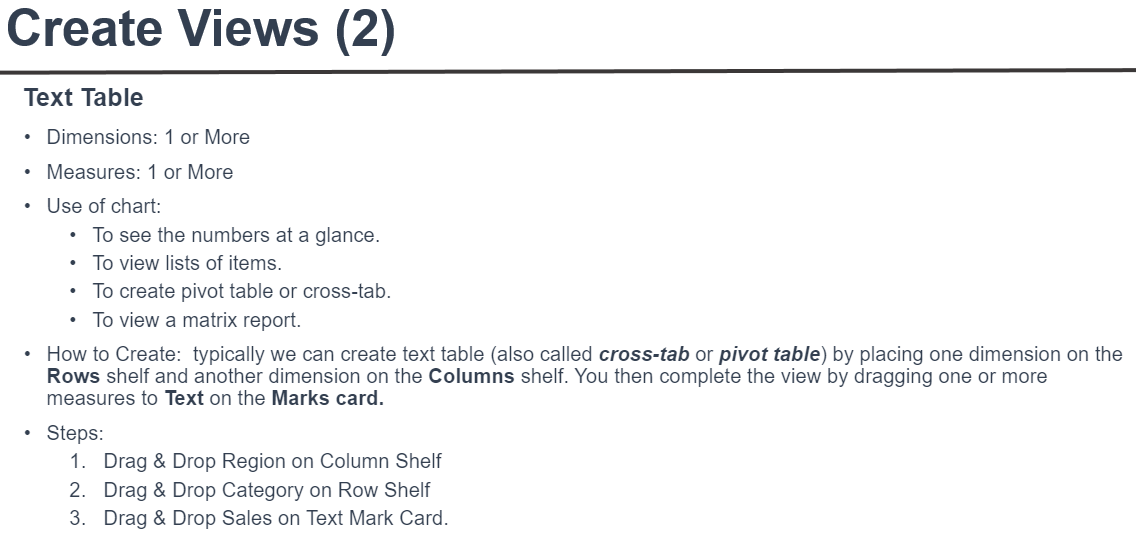 Create Views (2)
Text Table
• Dimensions: 1 or More
• Measures: 1 or More
• Use of chart:
• To see the numbers at a glance.
• To view lists of items.
• To create pivot table or cross-tab.
• To view a matrix report.
• How to Create:  typically we can create text table (also called cross-tab or pivot table) by placing one dimension on the
Rows shelf and another dimension on the Columns shelf. You then complete the view by dragging one or more
measures to Text on the Marks card.
• Steps:
1. Drag & Drop Region on Column Shelf
2. Drag & Drop Category on Row Shelf
3. Drag & Drop Sales on Text Mark Card.